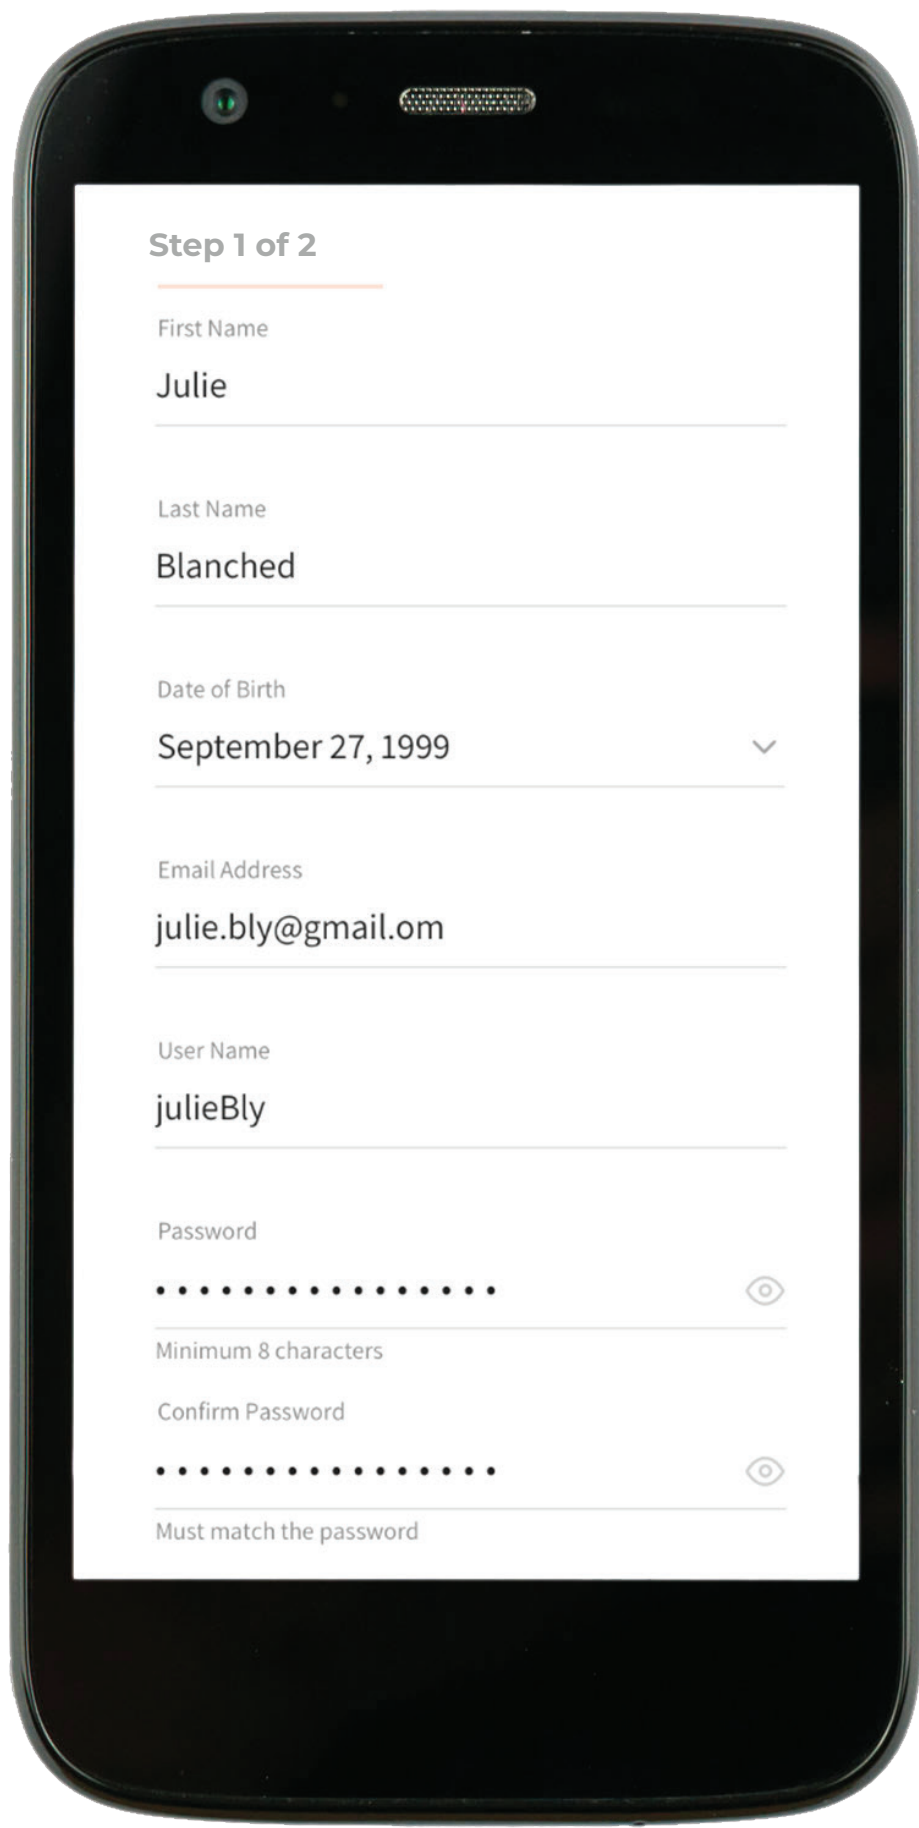 Step 1 of 2
First Name
Julie
Last Name
Blanched
Date of Birth
September 27, 1999
Email Address
julie.bly@gmail.om
User Name
julieBly
Password
••••••••••••••••
Minimum 8 characters
Confirm Password
••••••••••••••••
Must match the password